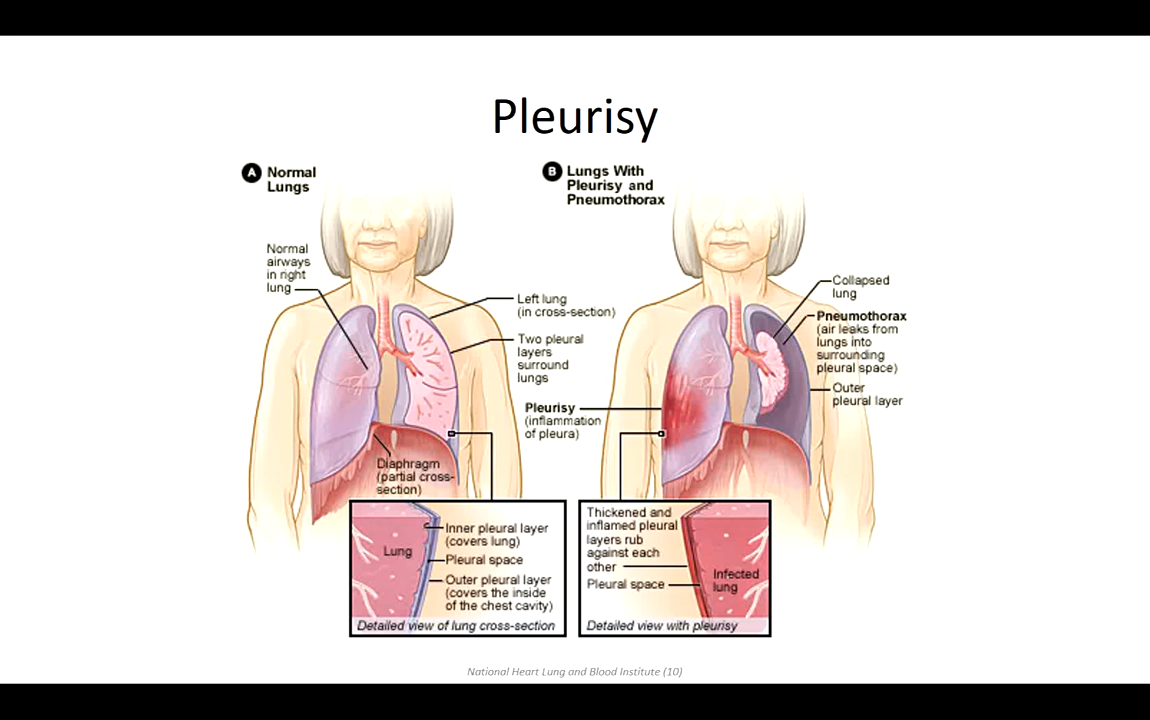 Pleurisy
A Normal
Lungs
B Lungs With
Pleurisy and
Pneumothorax
Normal
airways
in right
lung
Left lung
(in cross-section)
Two pleural
layers
surround
lungs
Diaphragm
(partial cross-
section)
Collapsed
lung
Pneumothorax
(air leaks from
lungs into
surrounding
pleural space)
Outer
pleural layer
Pleurisy
(inflammation
of pleura)
Lung
Inner pleural layer
(covers lung)
Pleural space
Outer pleural layer
(covers the inside
of the chest cavity)
Detailed view of lung cross-section
Thickened and
inflamed pleural
layers rub
against each
other
Pleural space
Infected
lung
Detailed view with pleurisy
National Heart Lung and Blood Institute (10)